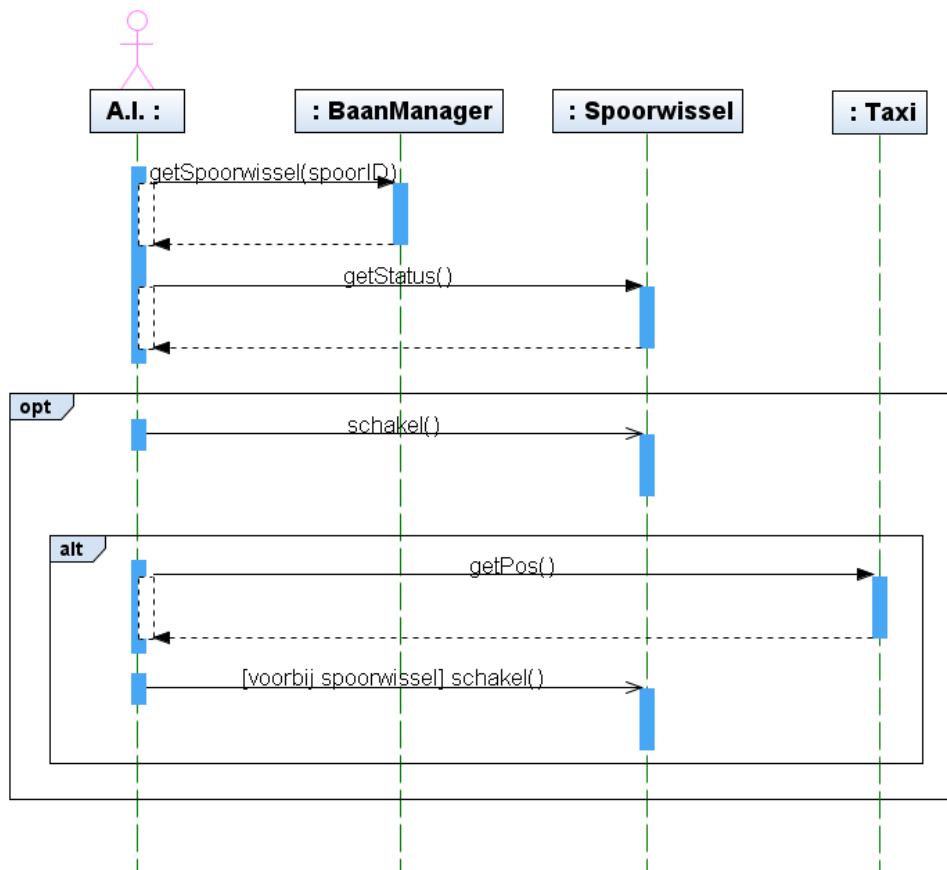 A.I. :
: BaanManager
: Spoorwissel
: Taxi
getSpoorwissel(spoorID)
getStatus()
opt
schakel()
alt
getPos()
[voorbij spoorwissel] schakel()